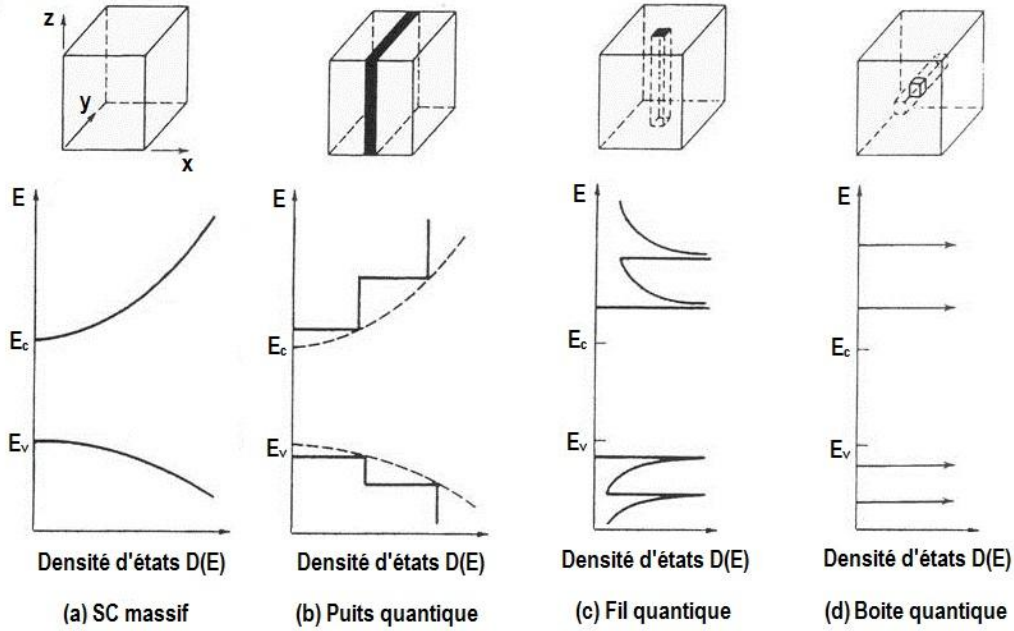 z
y
x
E
E
E
E
Ec
Ec
Ec
Ec
Ev
Ev
Ev
Ev
Densité d'états D(E)
Densité d'états D(E)
Densité d'états D(E)
Densité d'états D(E)
(a) SC massif
(b) Puits quantique
(c) Fil quantique
(d) Boite quantique